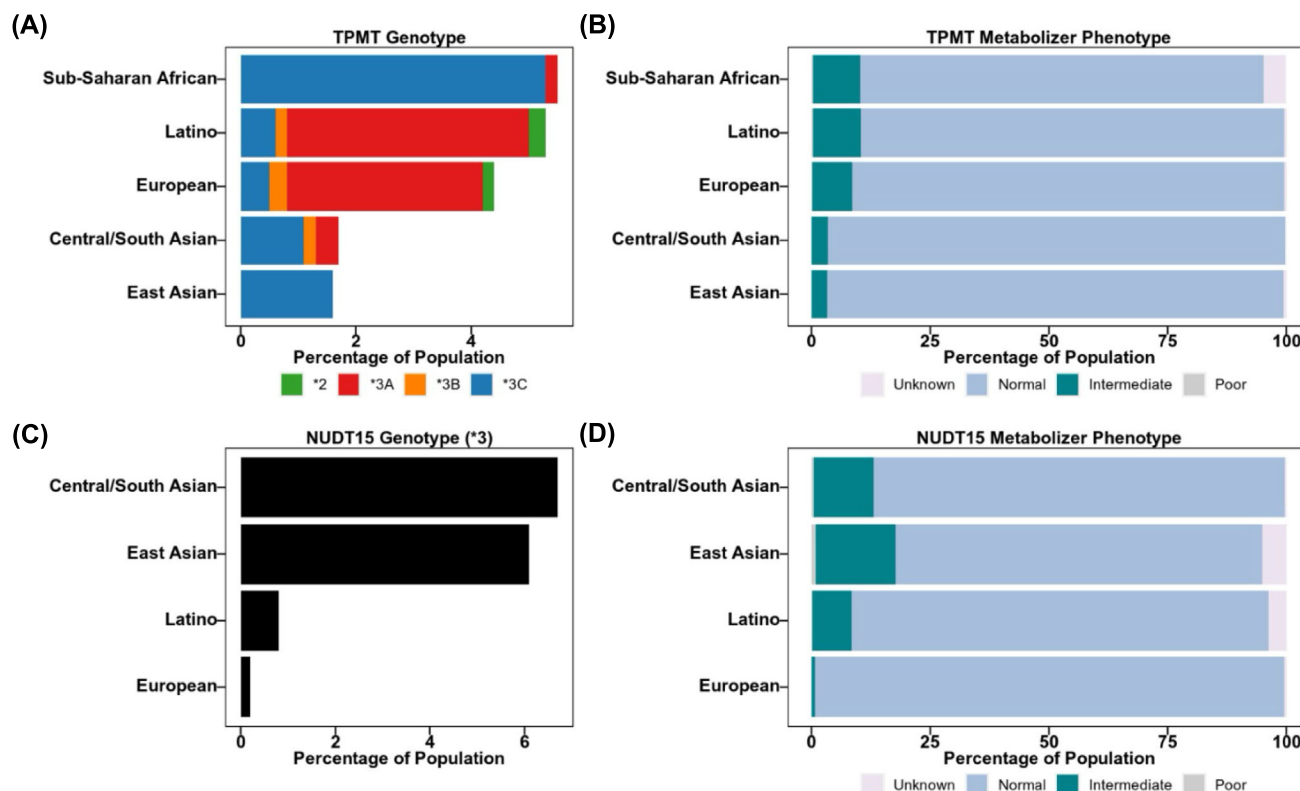 (A)
TPMT Genotype
Sub-Saharan African
Latino
European
Central/South Asian
East Asian
0 2 4
Percentage of Population
*2 *3A *3B *3C
(B)
TPMT Metabolizer Phenotype
Sub-Saharan African
Latino
European
Central/South Asian
East Asian
0 25 50 75 100
Percentage of Population
Unknown Normal Intermediate Poor
(C)
NUDT15 Genotype (*3)
Central/South Asian
East Asian
Latino
European
0 2 4 6
Percentage of Population
(D)
NUDT15 Metabolizer Phenotype
Central/South Asian
East Asian
Latino
European
0 25 50 75 100
Percentage of Population
Unknown Normal Intermediate Poor